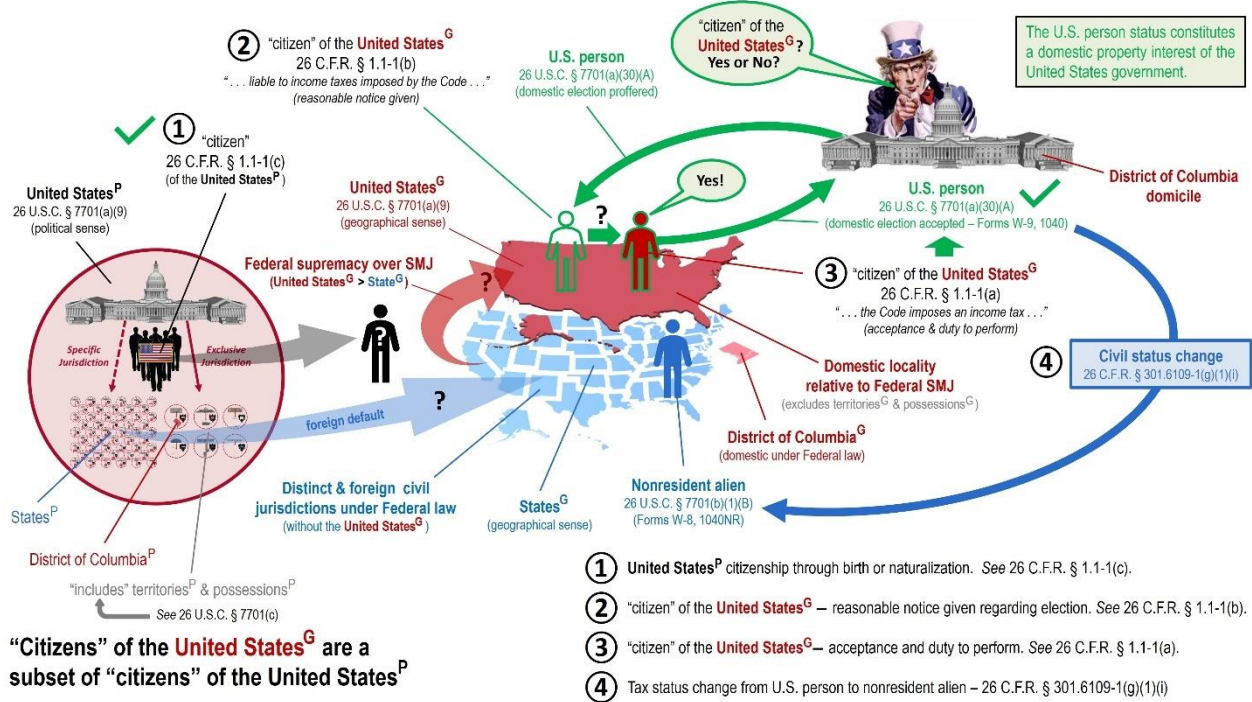 ② "citizen" of the United Statesᴳ
26 C.F.R. § 1.1-1(b)
". . . liable to income taxes imposed by the Code . . ."
(reasonable notice given)
U.S. person
26 U.S.C. § 7701(a)(30)(A)
(domestic election proffered)
"citizen" of the
United Statesᴳ ?
Yes or No?
The U.S. person status constitutes
a domestic property interest of the
United States government.
① "citizen"
26 C.F.R. § 1.1-1(c)
(of the United Statesᴾ)
United Statesᴾ
26 U.S.C. § 7701(a)(9)
(political sense)
United Statesᴳ
26 U.S.C. § 7701(a)(9)
(geographical sense)
Yes!
?
District of Columbia
domicile
U.S. person
26 U.S.C. § 7701(a)(30)(A)
(domestic election accepted – Forms W-9, 1040)
Federal supremacy over SMJ
(United Statesᴳ > Stateᴳ)
?
?
③ "citizen" of the United Statesᴳ
26 C.F.R. § 1.1-1(a)
". . . the Code imposes an income tax . . ."
(acceptance & duty to perform)
Specific
Jurisdiction
Exclusive
Jurisdiction
④ Civil status change
26 C.F.R. § 301.6109-1(g)(1)(i)
Domestic locality
relative to Federal SMJ
(excludes territoriesᴳ & possessionsᴳ)
foreign default
?
District of Columbiaᴳ
(domestic under Federal law)
Statesᴾ
Distinct & foreign civil
jurisdictions under Federal law
(without the United Statesᴳ )
Statesᴳ
(geographical sense)
Nonresident alien
26 U.S.C. § 7701(b)(1)(B)
(Forms W-8, 1040NR)
District of Columbiaᴾ
"includes" territoriesᴾ & possessionsᴾ
See 26 U.S.C. § 7701(c)
"Citizens" of the United Statesᴳ are a
subset of "citizens" of the United Statesᴾ
① United Statesᴾ citizenship through birth or naturalization. See 26 C.F.R. § 1.1-1(c).
② "citizen" of the United Statesᴳ – reasonable notice given regarding election. See 26 C.F.R. § 1.1-1(b).
③ "citizen" of the United Statesᴳ– acceptance and duty to perform. See 26 C.F.R. § 1.1-1(a).
④ Tax status change from U.S. person to nonresident alien – 26 C.F.R. § 301.6109-1(g)(1)(i)